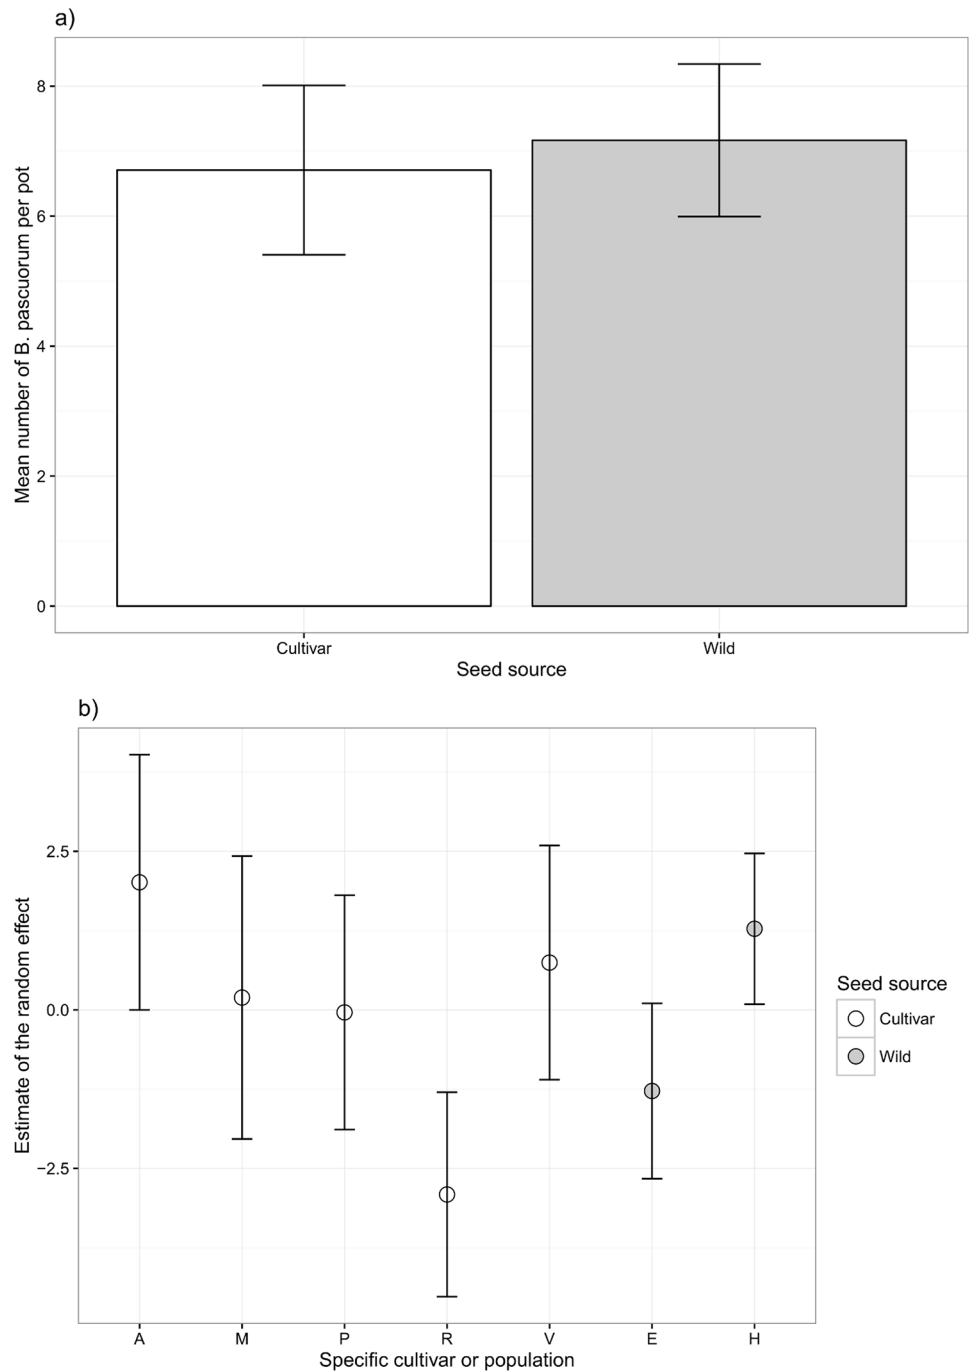 a)
Mean number of B. pascuorum per pot
8
6
4
2
0
Cultivar Wild
Seed source
b)
Estimate of the random effect
2.5
0.0
−2.5
A M P R V E H
Specific cultivar or population
Seed source
Cultivar
Wild